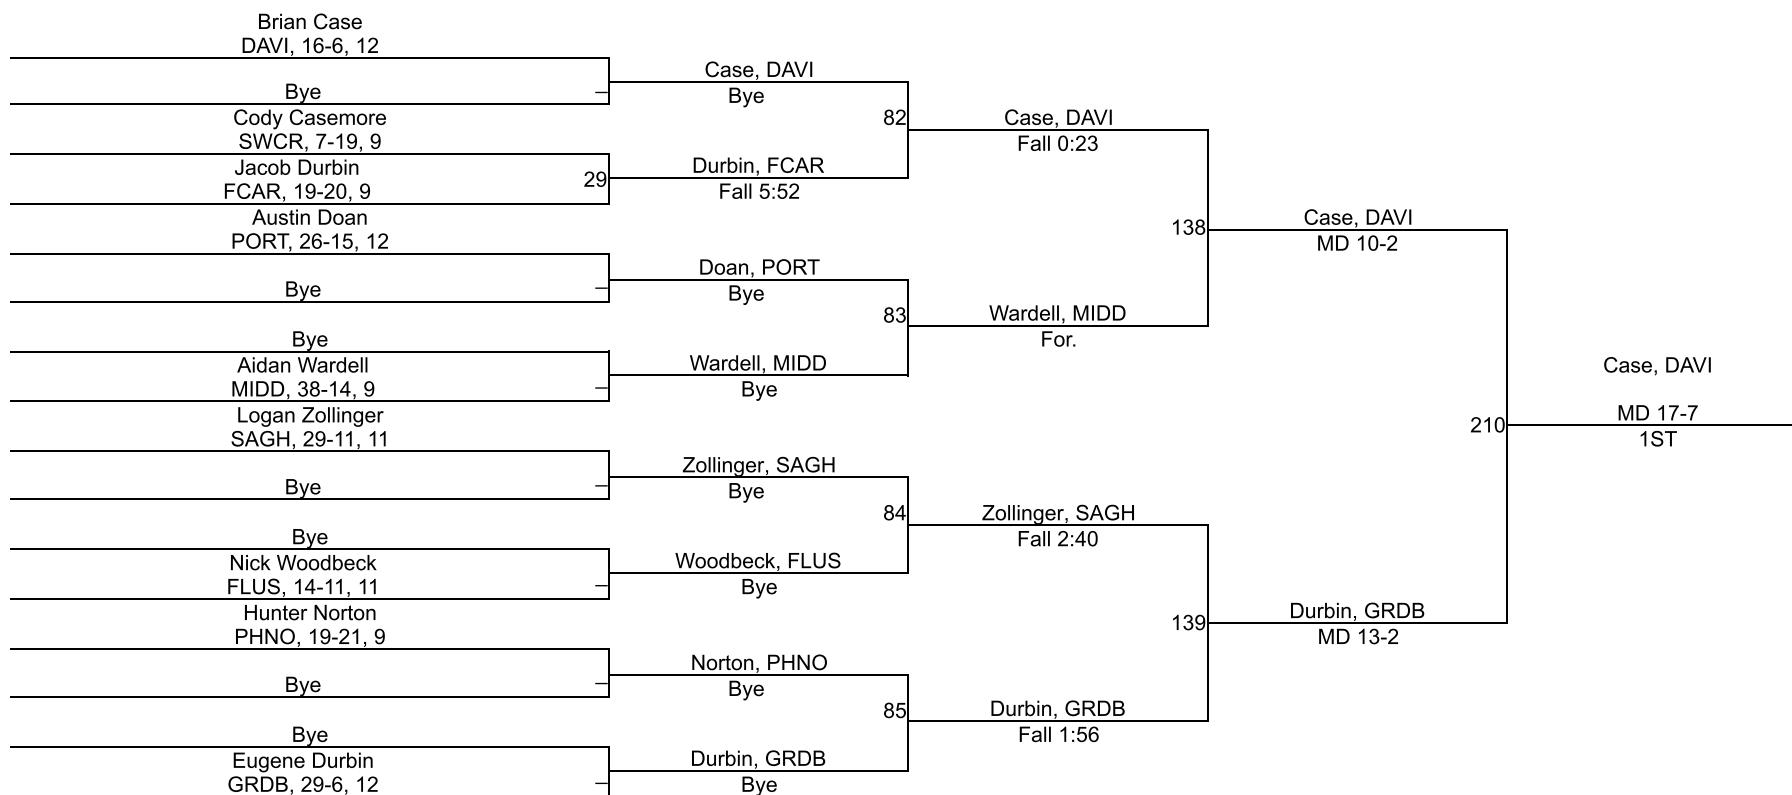 Brian Case
DAVI, 16-6, 12
Bye
Cody Casemore
SWCR, 7-19, 9
Jacob Durbin
FCAR, 19-20, 9
Austin Doan
PORT, 26-15, 12
Bye
Bye
Aidan Wardell
MIDD, 38-14, 9
Logan Zollinger
SAGH, 29-11, 11
Bye
Bye
Nick Woodbeck
FLUS, 14-11, 11
Hunter Norton
PHNO, 19-21, 9
Bye
Bye
Eugene Durbin
GRDB, 29-6, 12
29
Case, DAVI
Bye
Durbin, FCAR
Fall 5:52
Doan, PORT
Bye
Wardell, MIDD
Bye
Zollinger, SAGH
Bye
Woodbeck, FLUS
Bye
Norton, PHNO
Bye
Durbin, GRDB
Bye
82
83
84
85
Case, DAVI
Fall 0:23
Wardell, MIDD
For.
Zollinger, SAGH
Fall 2:40
Durbin, GRDB
Fall 1:56
138
139
Case, DAVI
MD 10-2
Durbin, GRDB
MD 13-2
210
Case, DAVI
MD 17-7
1ST